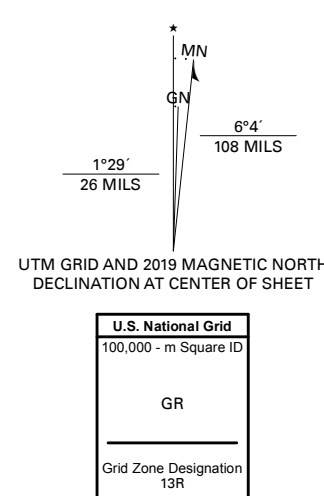 ★
MN
GN
6°4´
108 MILS
1°29´
26 MILS
UTM GRID AND 2019 MAGNETIC NORTH
DECLINATION AT CENTER OF SHEET
U.S. National Grid
100,000 - m Square ID
GR
Grid Zone Designation
13R